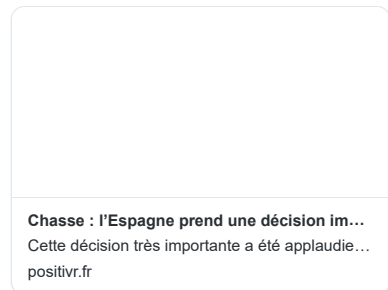 Chasse : l’Espagne prend une décision im…
Cette décision très importante a été applaudie…
positivr.fr